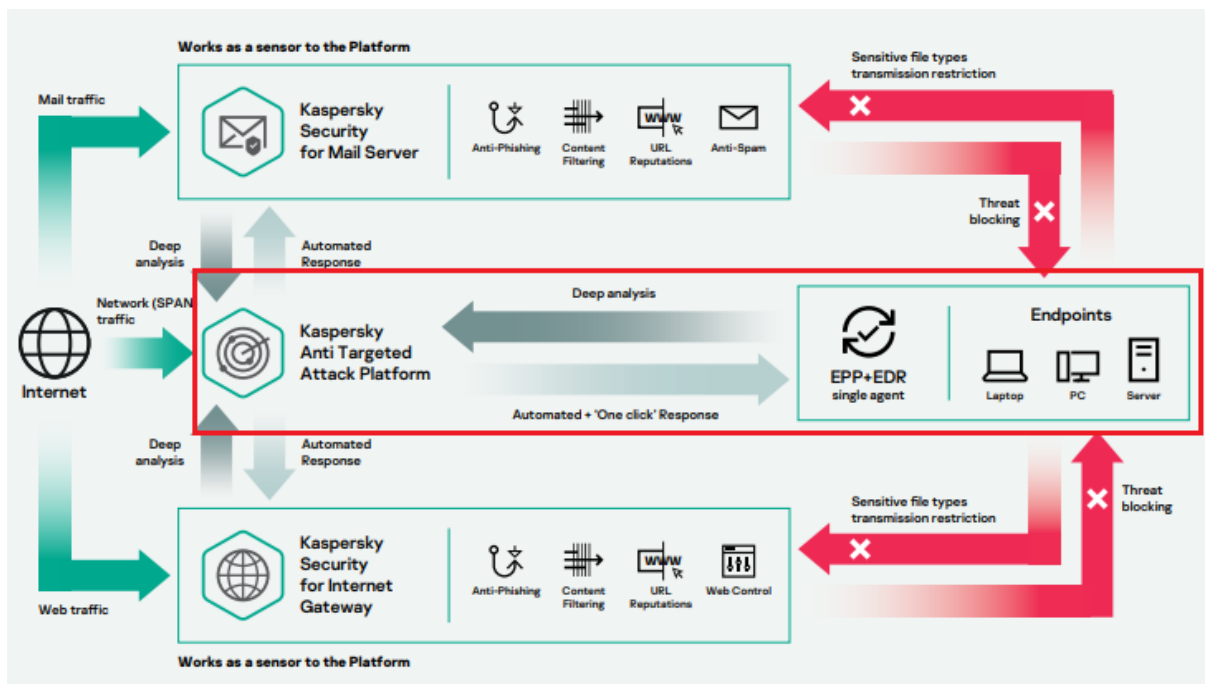 Works as a sensor to the Platform
Mail traffic
Kaspersky
Security
for Mail Server
Anti-Phishing
Content
Filtering
www
URL
Reputations
Anti-Spam
Sensitive file types
transmission restriction
Threat
blocking
Deep
analysis
Automated
Response
Internet
Network (SPAN
traffic
Kaspersky
Anti Targeted
Attack Platform
Deep analysis
Automated + 'One click' Response
EPP+EDR
single agent
Endpoints
Laptop
PC
Server
Deep
analysis
Automated
Response
Web traffic
Kaspersky
Security
for Internet
Gateway
Anti-Phishing
Content
Filtering
www
URL
Reputations
Web Control
Sensitive file types
transmission restriction
Threat
blocking
Works as a sensor to the Platform